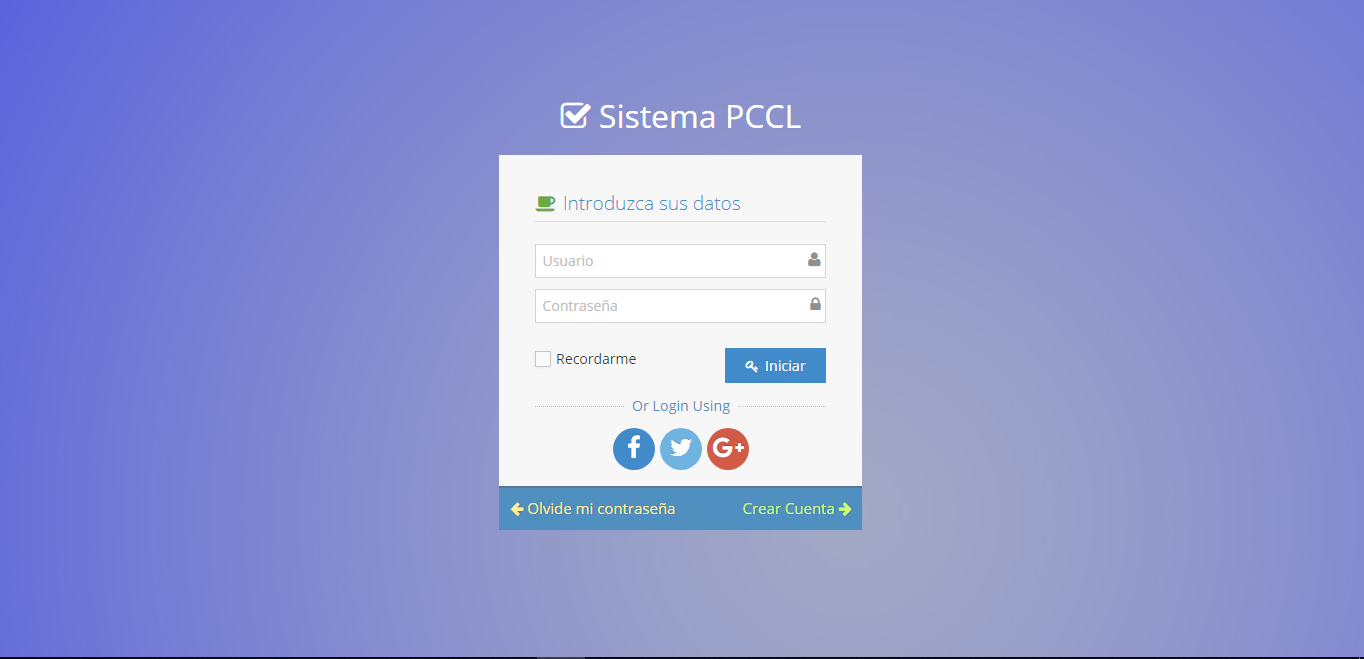 Sistema PCCL
Introduzca sus datos
Usuario
Contraseña
Recordarme
Iniciar
Or Login Using
Olvide mi contraseña
Crear Cuenta